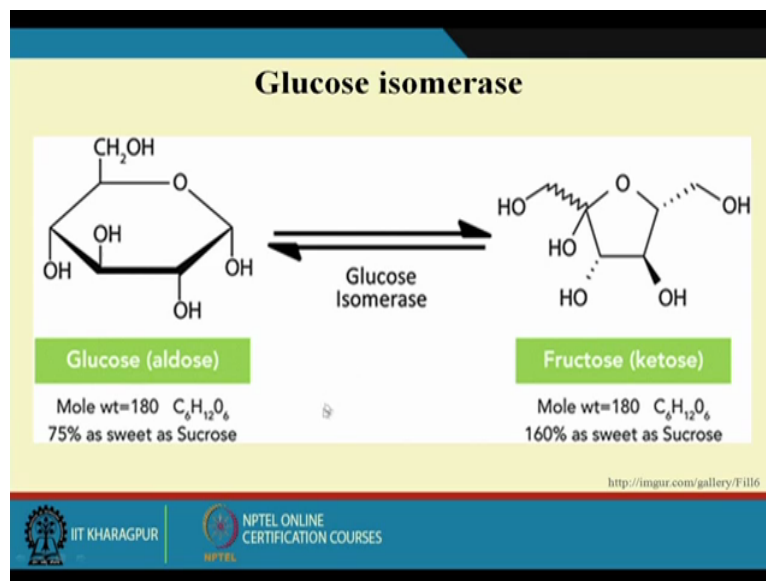 Glucose isomerase
CH₂OH
O
OH
OH
OH
OH
Glucose
Isomerase
O
HO
OH
HO
HO
OH
Glucose (aldose)
Mole wt=180 C₆H₁₂0₆
75% as sweet as Sucrose
Fructose (ketose)
Mole wt=180 C₆H₁₂0₆
160% as sweet as Sucrose
http://imgur.com/gallery/Fill6
IIT KHARAGPUR
NPTEL
NPTEL ONLINE
CERTIFICATION COURSES